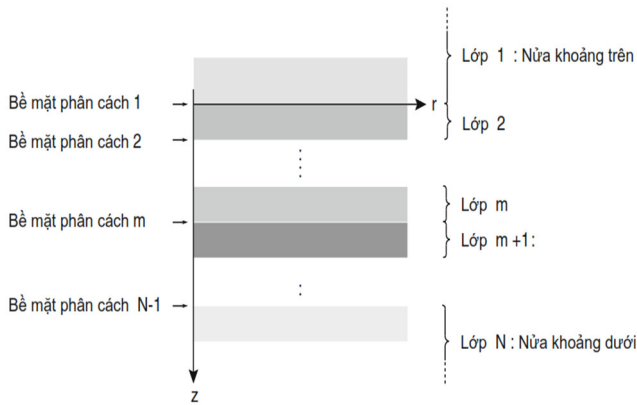 Lớp 1 : Nửa khoảng trên
Bề mặt phân cách 1
r
Lớp 2
Bề mặt phân cách 2
Lớp m
Bề mặt phân cách m
Lớp m +1:
Bề mặt phân cách N-1
Lớp N : Nửa khoảng dưới
z